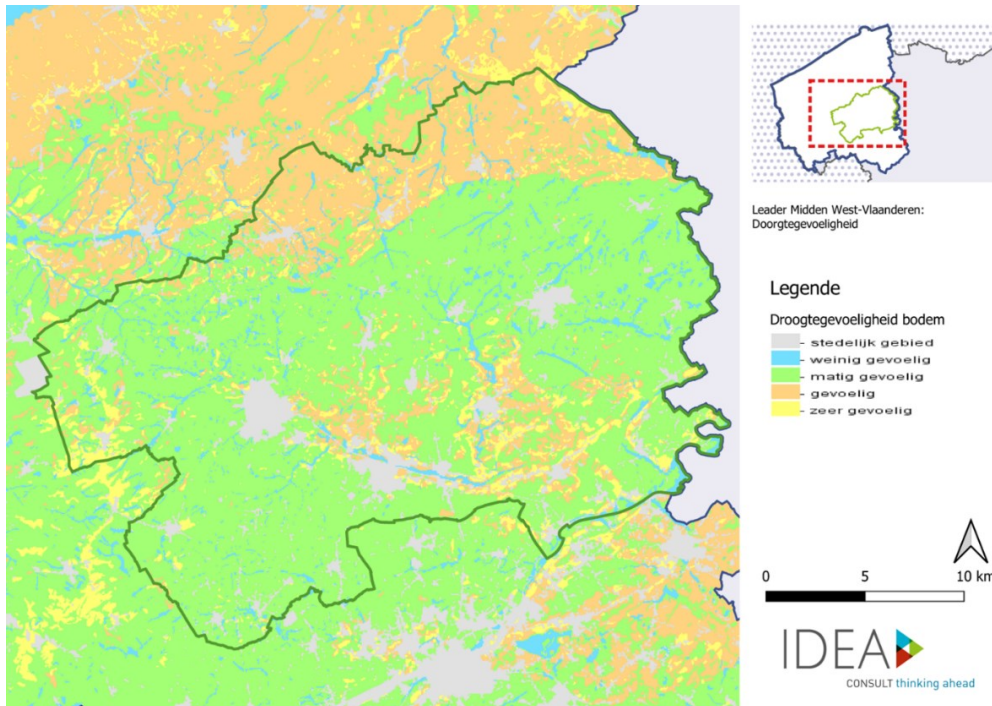 Leader Midden West-Vlaanderen:
Doorgtegevoeligheid
Legende
Droogtegevoeligheid bodem
- stedelijk gebied
- weinig gevoelig
- matig gevoelig
- gevoelig
- zeer gevoelig
0 5 10 km
IDEA
CONSULT thinking ahead